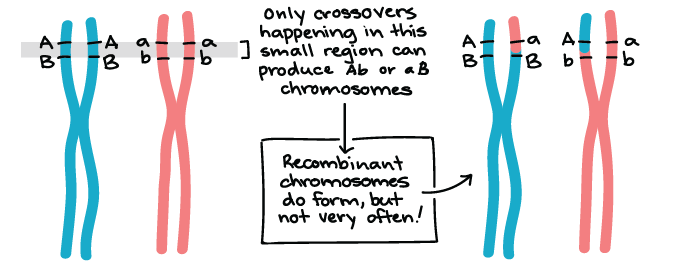 Only crossovers
happening in this
small region can
produce Ab or aB
chromosomes
A A a a
B B b b
Recombinant
chromosomes
do form, but
not very often!
A a A a
B B b b